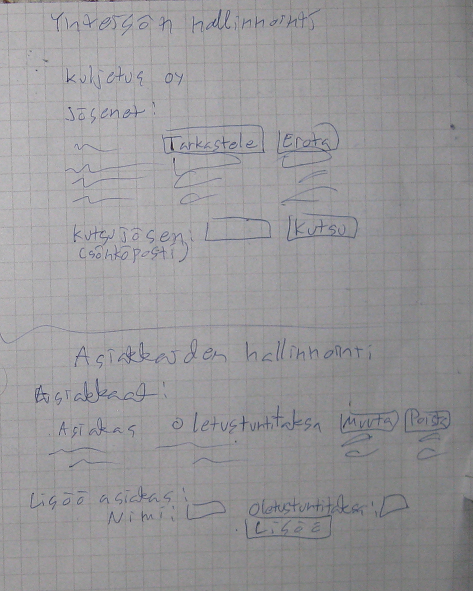 Yhteisön hallinnointi
Kuljetus oy
Jäsenet:
Tarkastele Erota
Kutsu jäsen: Kutsu
(sähköposti)
Asiakkaiden hallinnointi
Asiakkaat:
Asiakas Oletustuntitaksa Muuta Poista
Lisää asiakas:
Nimi: Oletustuntitaksa:
Lisää